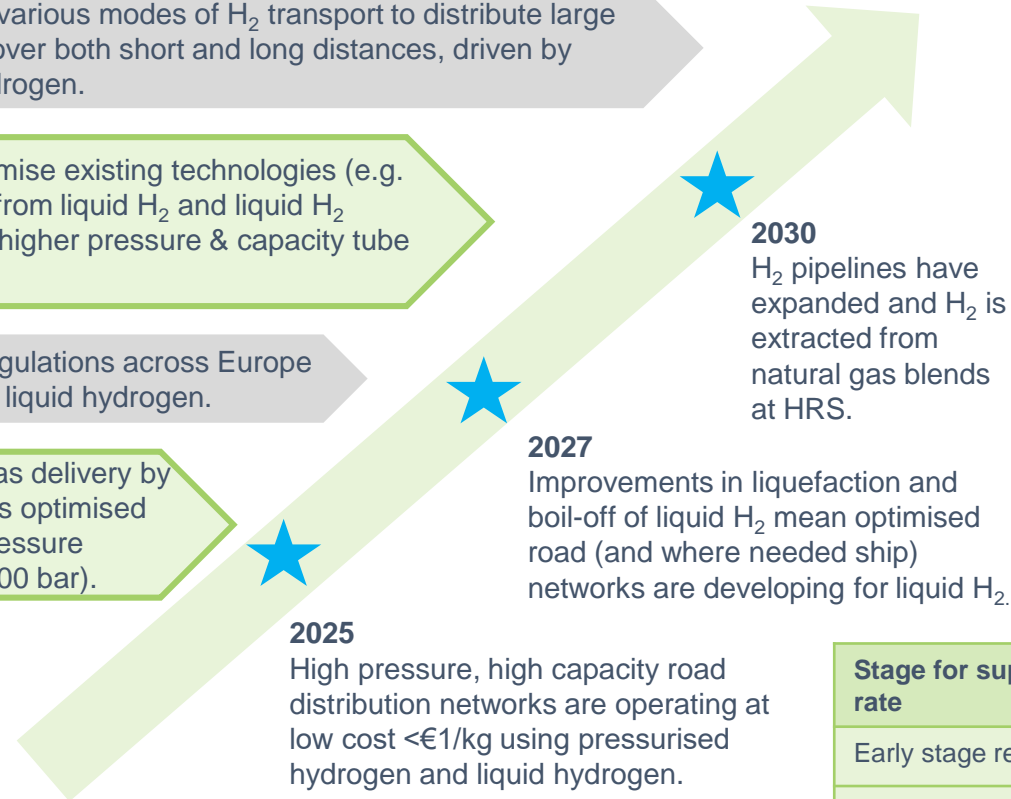 various modes of H₂ transport to distribute large
over both short and long distances, driven by
drogen.
mise existing technologies (e.g.
from liquid H₂ and liquid H₂
higher pressure & capacity tube
2030
H₂ pipelines have
expanded and H₂ is
extracted from
natural gas blends
at HRS.
gulations across Europe
liquid hydrogen.
2027
Improvements in liquefaction and
boil-off of liquid H₂ mean optimised
road (and where needed ship)
networks are developing for liquid H₂.
as delivery by
s optimised
essure
00 bar).
2025
High pressure, high capacity road
distribution networks are operating at
low cost <€1/kg using pressurised
hydrogen and liquid hydrogen.
Stage for sup
rate
Early stage re